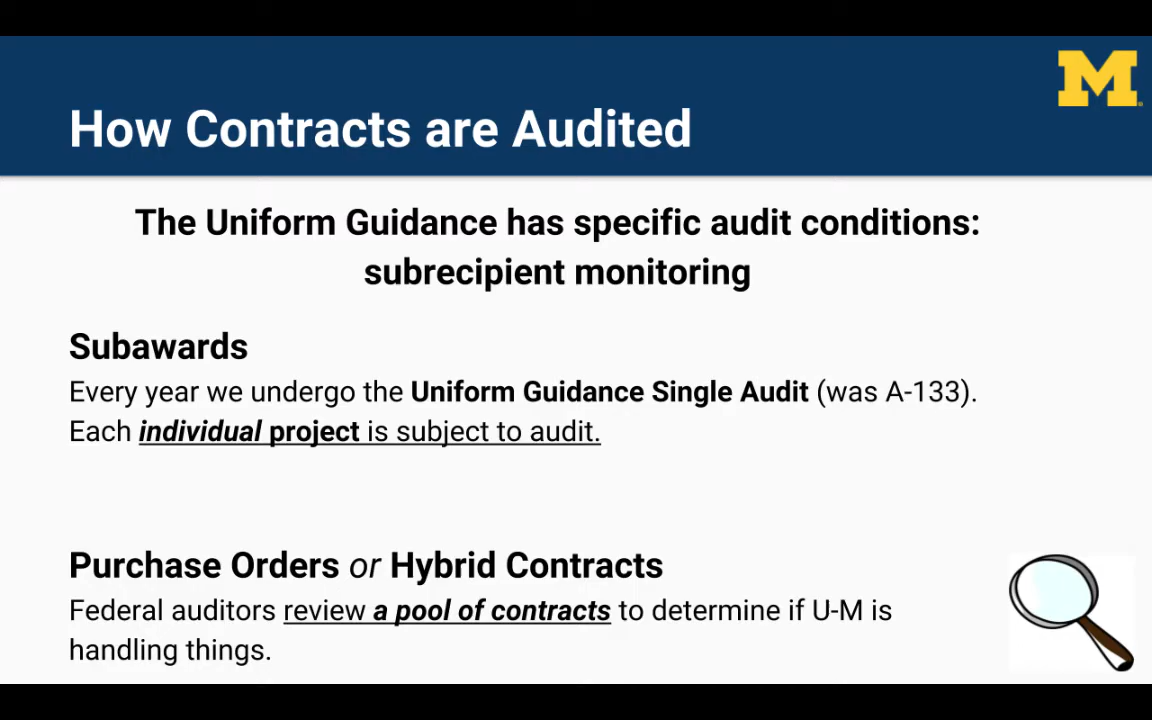 M
How Contracts are Audited
The Uniform Guidance has specific audit conditions:
subrecipient monitoring
Subawards
Every year we undergo the Uniform Guidance Single Audit (was A-133).
Each individual project is subject to audit.
Purchase Orders or Hybrid Contracts
Federal auditors review a pool of contracts to determine if U-M is
handling things.